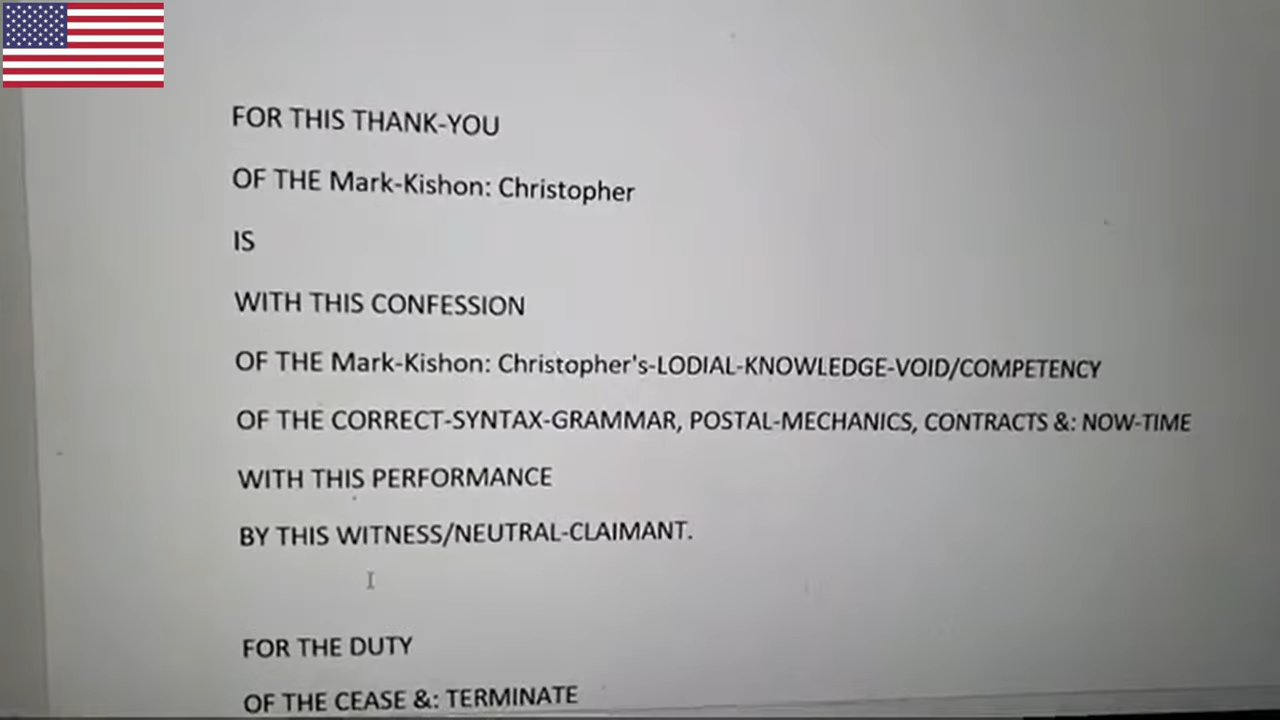 FOR THIS THANK-YOU
OF THE Mark-Kishon: Christopher
IS
WITH THIS CONFESSION
OF THE Mark-Kishon: Christopher's-LODIAL-KNOWLEDGE-VOID/COMPETENCY
OF THE CORRECT-SYNTAX-GRAMMAR, POSTAL-MECHANICS, CONTRACTS &: NOW-TIME
WITH THIS PERFORMANCE
BY THIS WITNESS/NEUTRAL-CLAIMANT.
FOR THE DUTY
OF THE CEASE &: TERMINATE